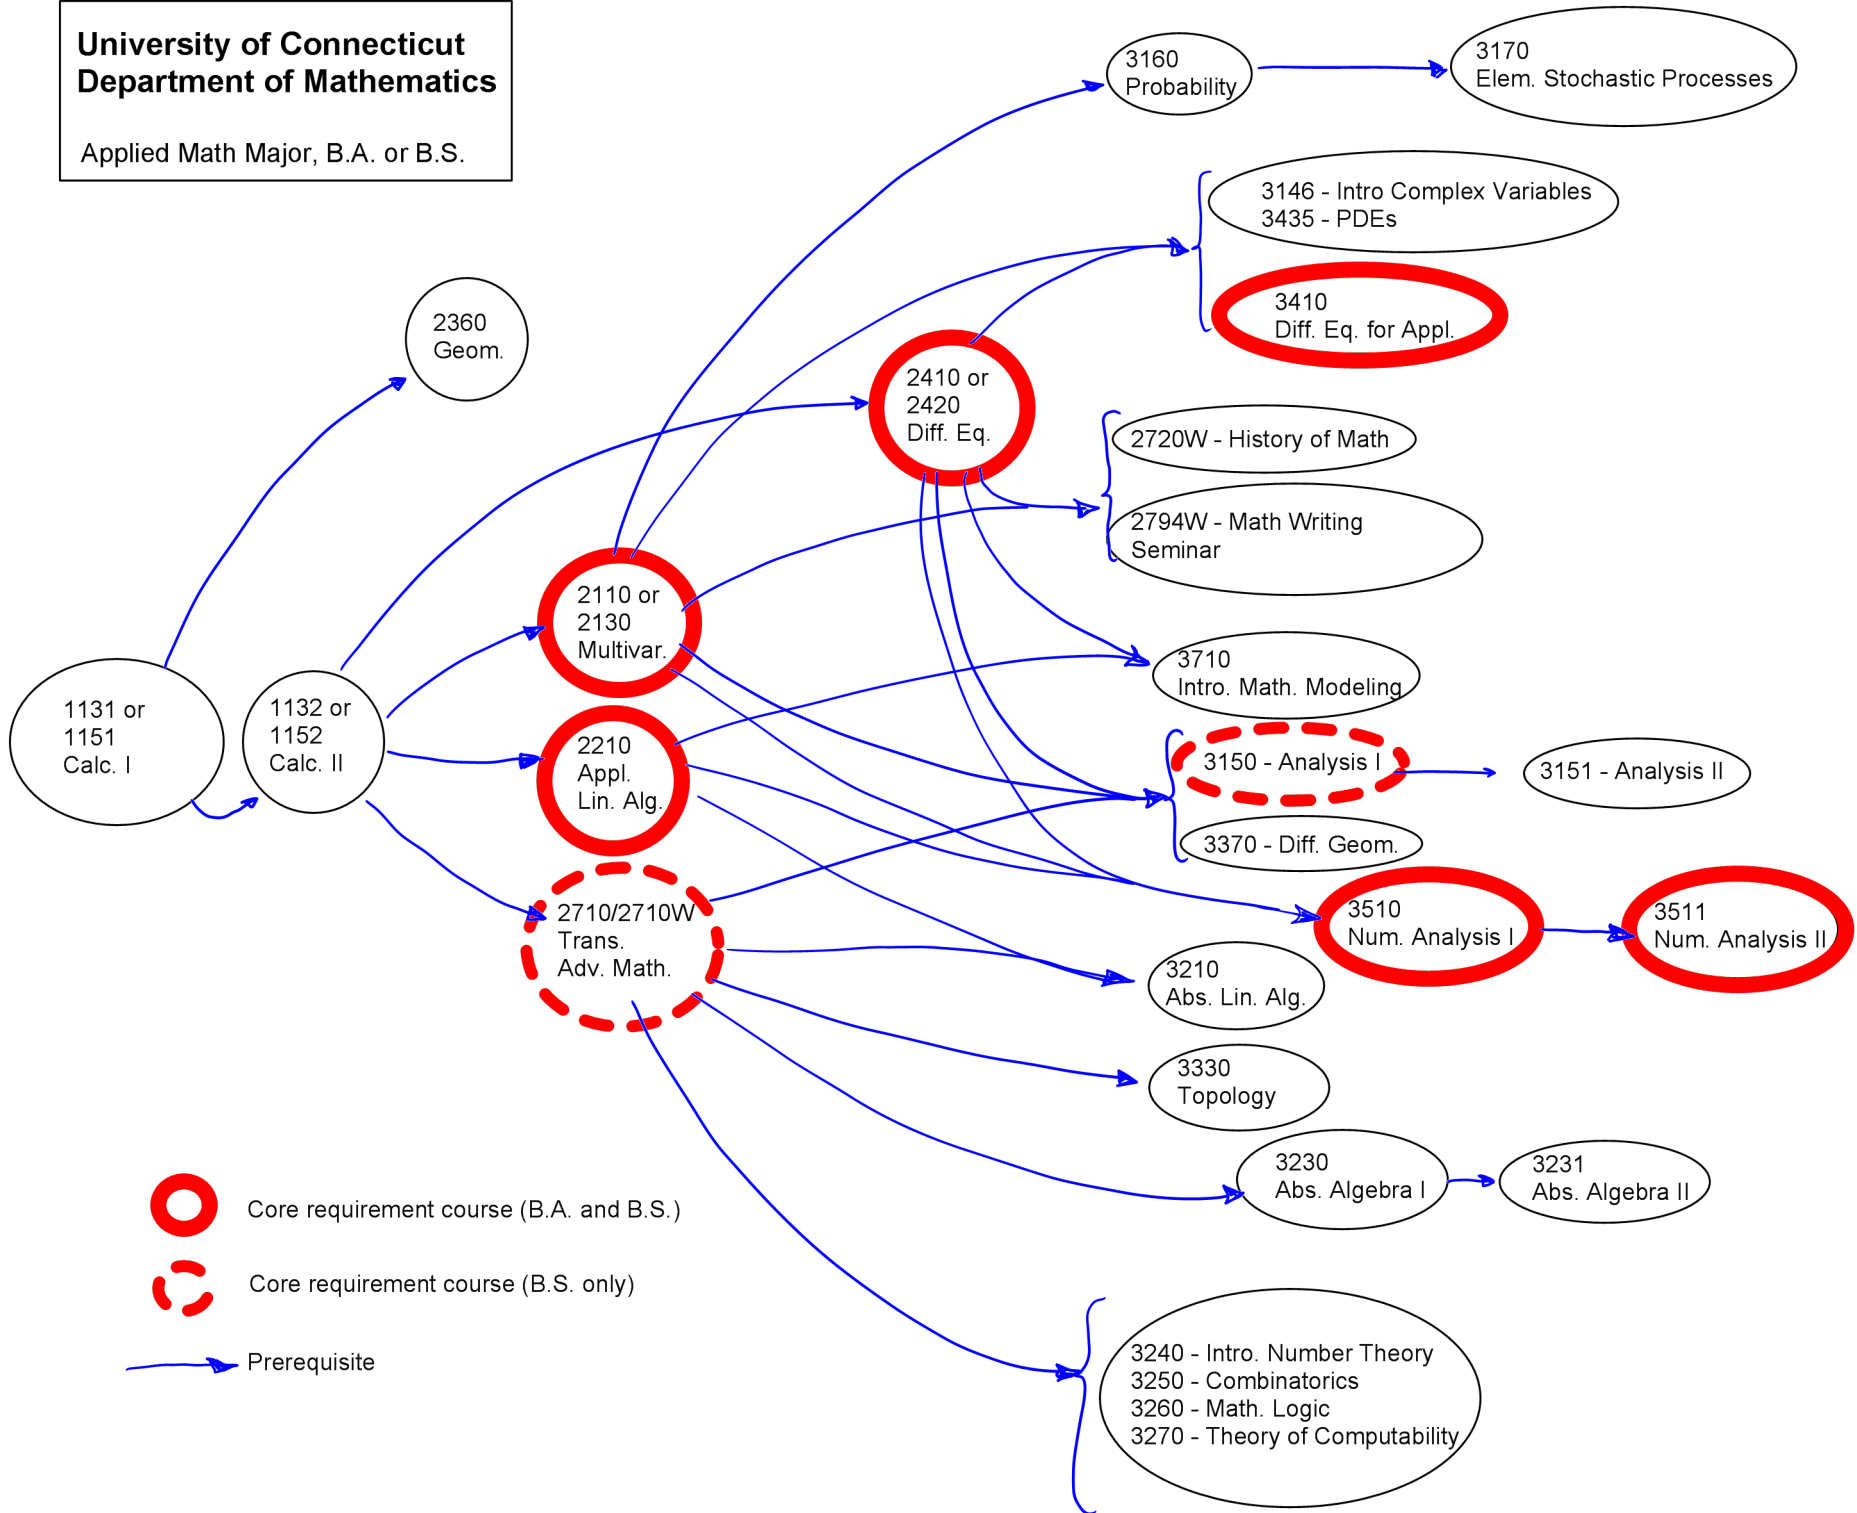 University of Connecticut
Department of Mathematics
Applied Math Major, B.A. or B.S.
3160
Probability
3170
Elem. Stochastic Processes
3146 - Intro Complex Variables
3435 - PDEs
3410
Diff. Eq. for Appl.
2360
Geom.
2410 or
2420
Diff. Eq.
2720W - History of Math
2794W - Math Writing
Seminar
2110 or
2130
Multivar.
3710
Intro. Math. Modeling
1131 or
1151
Calc. I
1132 or
1152
Calc. II
2210
Appl.
Lin. Alg.
3150 - Analysis I
3151 - Analysis II
3370 - Diff. Geom.
2710/2710W
Trans.
Adv. Math.
3510
Num. Analysis I
3511
Num. Analysis II
3210
Abs. Lin. Alg.
3330
Topology
3230
Abs. Algebra I
3231
Abs. Algebra II
Core requirement course (B.A. and B.S.)
Core requirement course (B.S. only)
Prerequisite
3240 - Intro. Number Theory
3250 - Combinatorics
3260 - Math. Logic
3270 - Theory of Computability